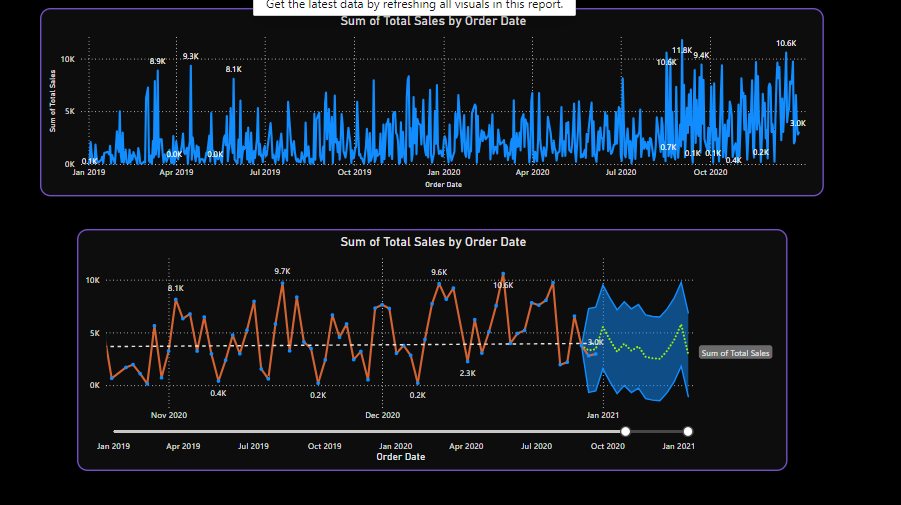 Get the latest data by refreshing all visuals in this report.
Sum of Total Sales by Order Date
Sum of Total Sales
10K
5K
0K
0.1K
8.9K
0.0K
9.3K
0.0K
8.1K
10.6K
0.7K
11.8K
0.1K
9.4K
0.1K
0.4K
0.2K
10.6K
3.0K
Jan 2019 Apr 2019 Jul 2019 Oct 2019 Jan 2020 Apr 2020 Jul 2020 Oct 2020
Order Date
Sum of Total Sales by Order Date
10K
5K
0K
8.1K
0.4K
9.7K
0.2K
0.2K
9.6K
2.3K
10.6K
3.0K
Sum of Total Sales
Nov 2020 Dec 2020 Jan 2021
Jan 2019 Apr 2019 Jul 2019 Oct 2019 Jan 2020 Apr 2020 Jul 2020 Oct 2020 Jan 2021
Order Date